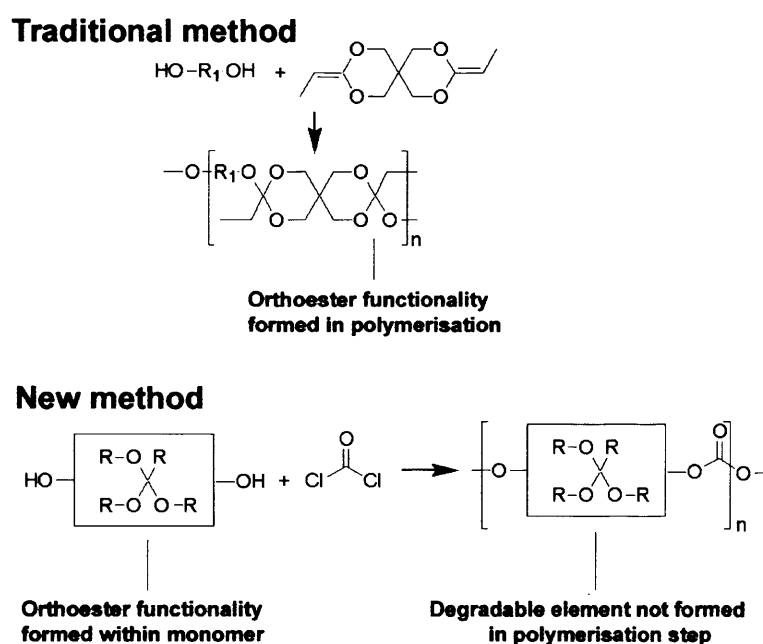 Traditional method
HO-R1OH +
O O
O O
O R1 O O O
O O O
n
Orthoester functionality
formed in polymerisation
New method
R-O R
HO OH + Cl Cl
O
R-O O-R
O R-O R O O O
R-O O-R
n
Orthoester functionality
formed within monomer
Degradable element not formed
in polymerisation step